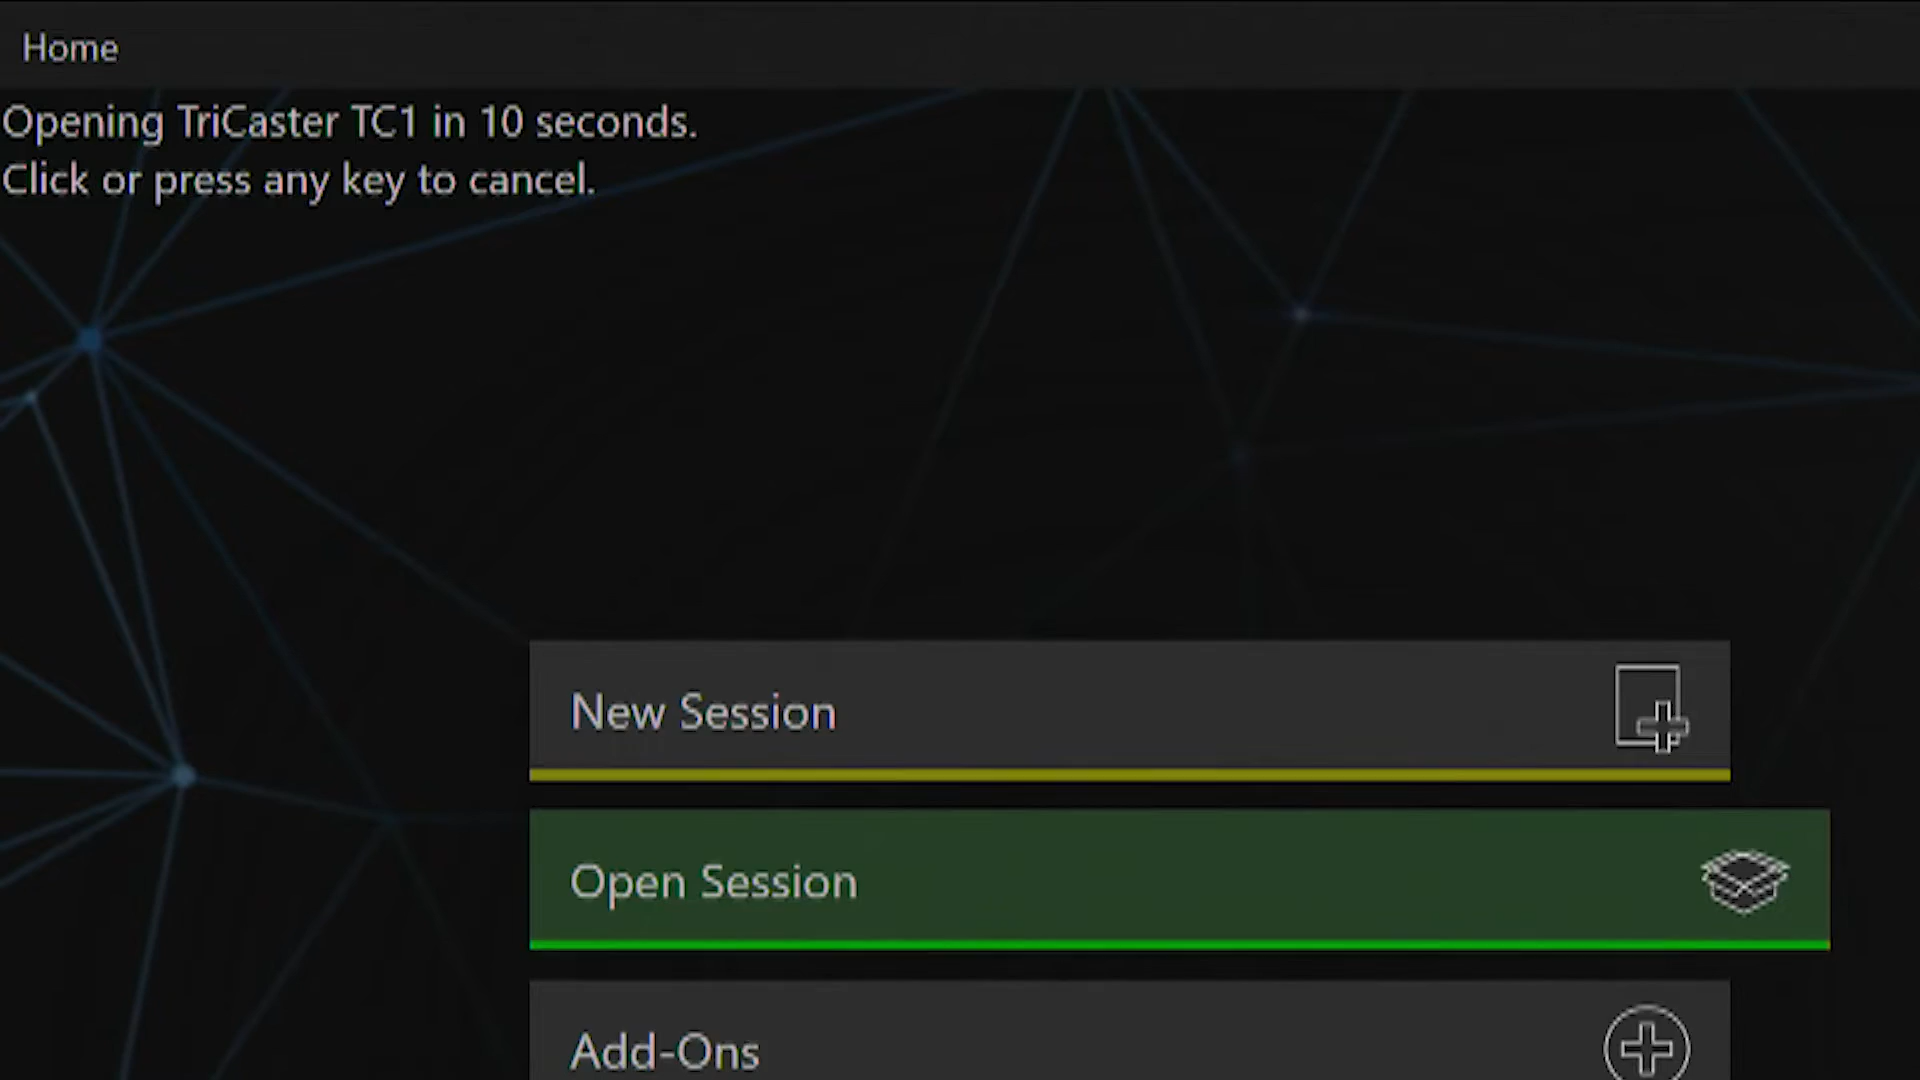 Home
Opening TriCaster TC1 in 10 seconds.
Click or press any key to cancel.
New Session
Open Session
Add-Ons